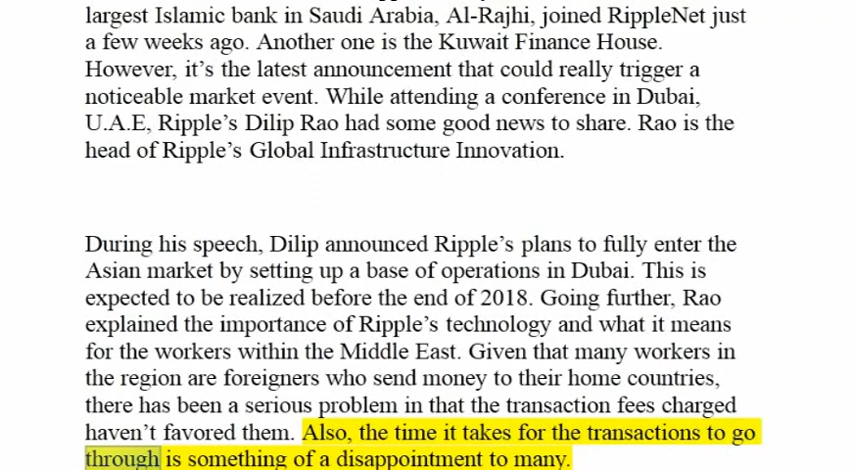 largest Islamic bank in Saudi Arabia, Al-Rajhi, joined RippleNet just
a few weeks ago. Another one is the Kuwait Finance House.
However, it’s the latest announcement that could really trigger a
noticeable market event. While attending a conference in Dubai,
U.A.E, Ripple’s Dilip Rao had some good news to share. Rao is the
head of Ripple’s Global Infrastructure Innovation.
During his speech, Dilip announced Ripple’s plans to fully enter the
Asian market by setting up a base of operations in Dubai. This is
expected to be realized before the end of 2018. Going further, Rao
explained the importance of Ripple’s technology and what it means
for the workers within the Middle East. Given that many workers in
the region are foreigners who send money to their home countries,
there has been a serious problem in that the transaction fees charged
haven’t favored them. Also, the time it takes for the transactions to go
through is something of a disappointment to many.